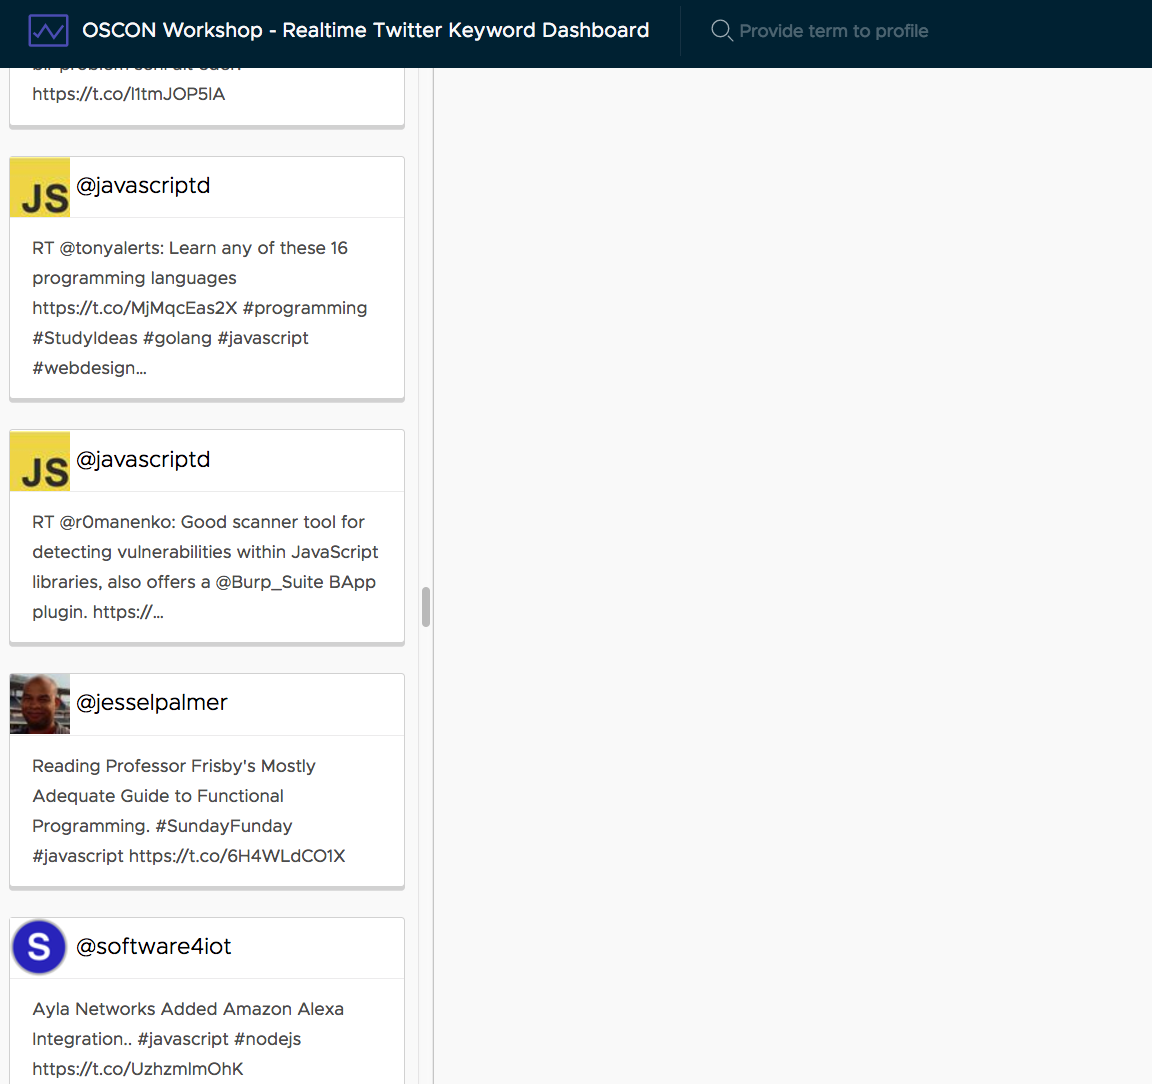 OSCON Workshop - Realtime Twitter Keyword Dashboard
Provide term to profile
https://t.co/l1tmJOP5lA
JS @javascriptd
RT @tonyalerts: Learn any of these 16
programming languages
https://t.co/MjMqcEas2X #programming
#StudyIdeas #golang #javascript
#webdesign…
JS @javascriptd
RT @r0manenko: Good scanner tool for
detecting vulnerabilities within JavaScript
libraries, also offers a @Burp_Suite BApp
plugin. https://…
@jesselpalmer
Reading Professor Frisby's Mostly
Adequate Guide to Functional
Programming. #SundayFunday
#javascript https://t.co/6H4WLdCO1X
S @software4iot
Ayla Networks Added Amazon Alexa
Integration.. #javascript #nodejs
https://t.co/UzhzmlmOhK